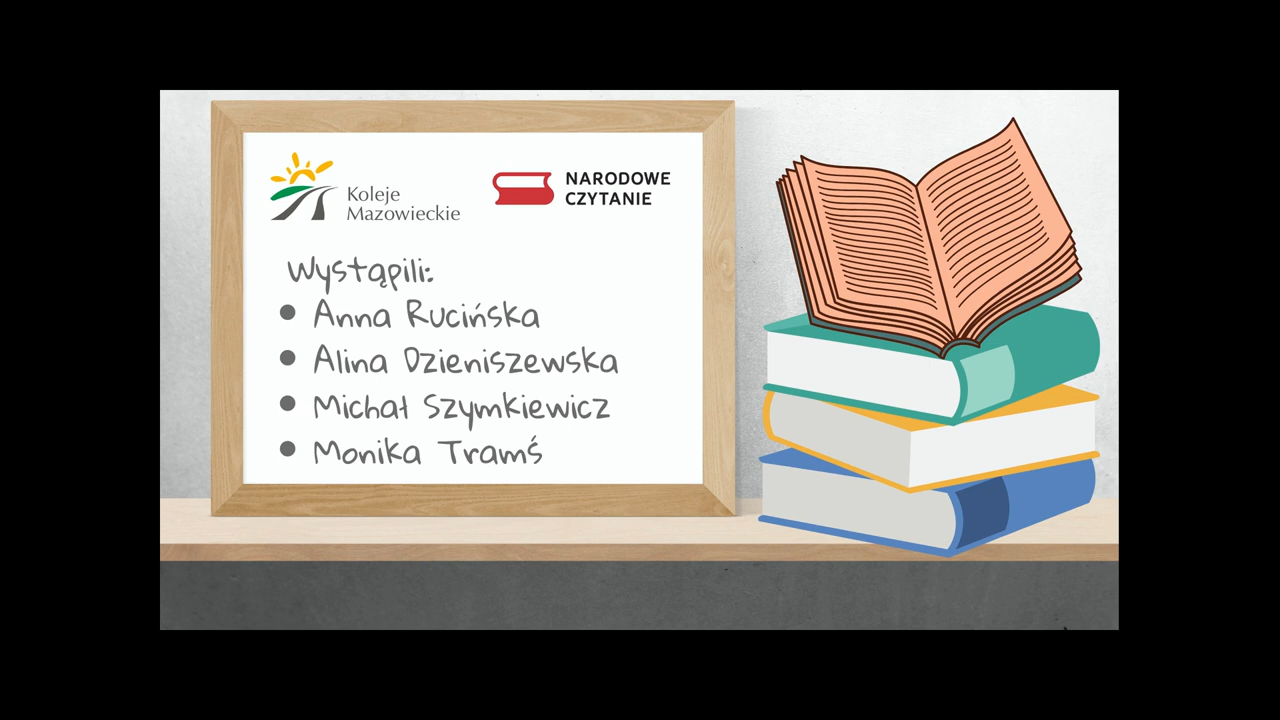 Koleje
Mazowieckie
NARODOWE
CZYTANIE
Wystąpili:
• Anna Rucińska
• Alina Dzieniszewska
• Michał Szymkiewicz
• Monika Tramś